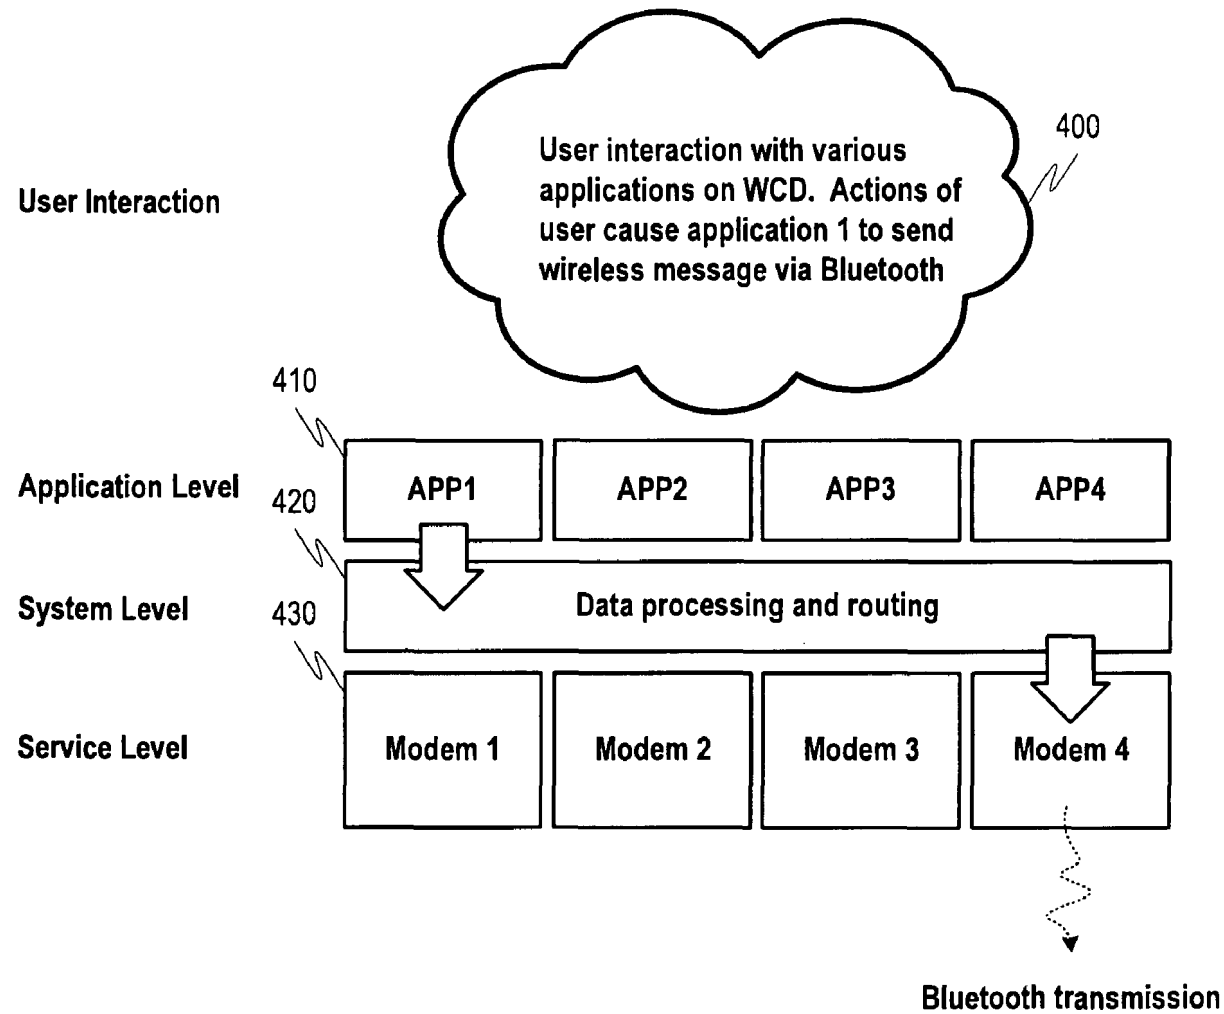 400
User interaction with various
applications on WCD. Actions of
user cause application 1 to send
wireless message via Bluetooth
User Interaction
410
Application Level
APP1
APP2
APP3
APP4
420
System Level
Data processing and routing
430
Service Level
Modem 1
Modem 2
Modem 3
Modem 4
Bluetooth transmission